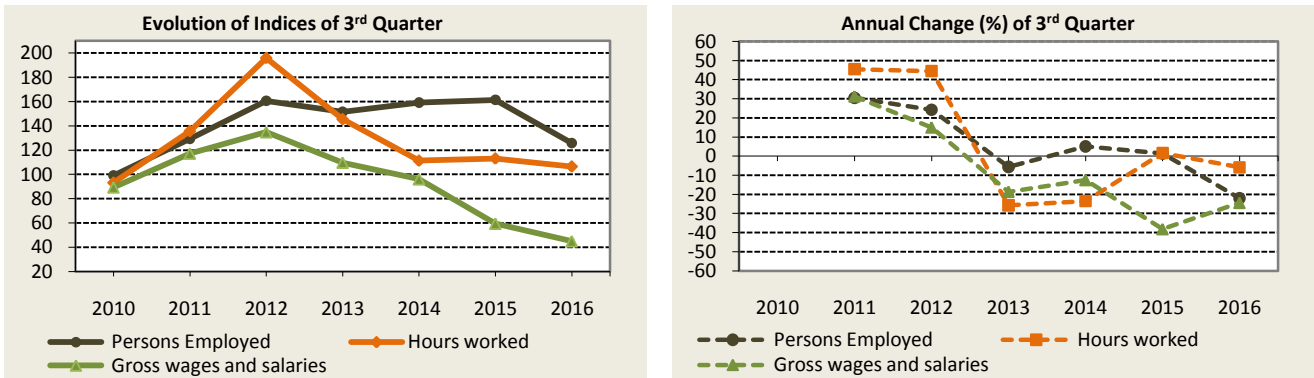 Evolution of Indices of 3rd Quarter
200
180
160
140
120
100
80
60
40
20
2010 2011 2012 2013 2014 2015 2016
Persons Employed Hours worked
Gross wages and salaries
Annual Change (%) of 3rd Quarter
60
50
40
30
20
10
0
-10
-20
-30
-40
-50
-60
2010 2011 2012 2013 2014 2015 2016
Persons Employed Hours worked
Gross wages and salaries